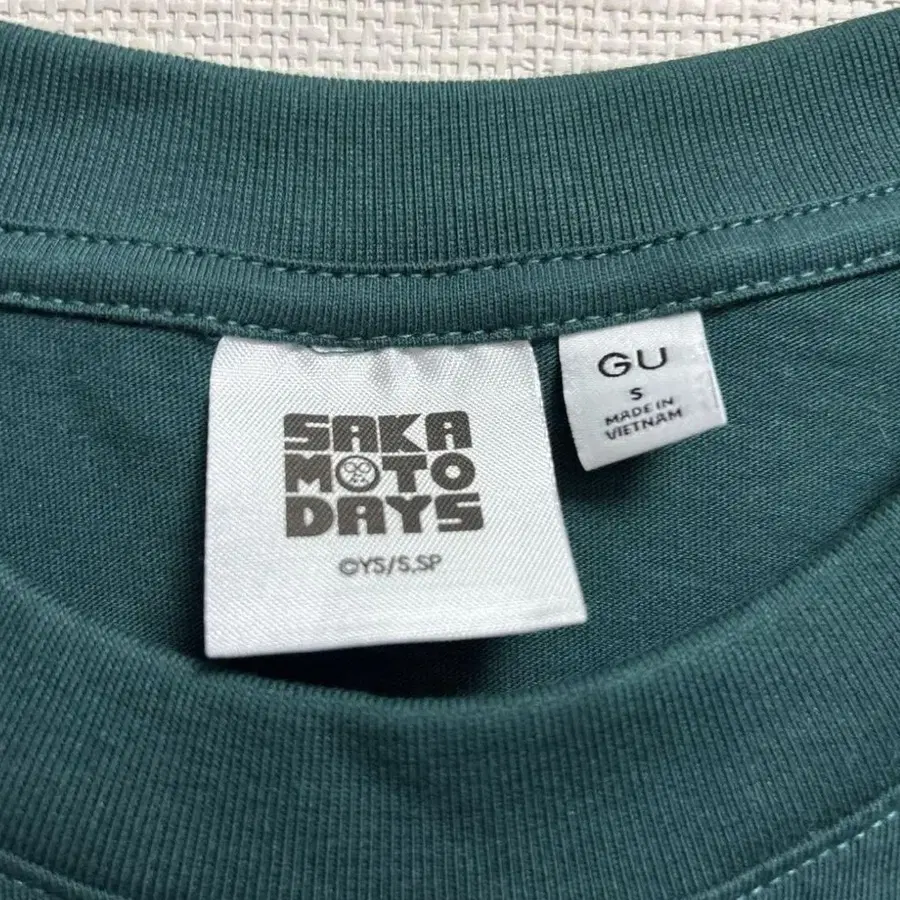 SAKA
MOTO
DAYS
©YS/S,SP
GU
S
MADE IN
VIETNAM